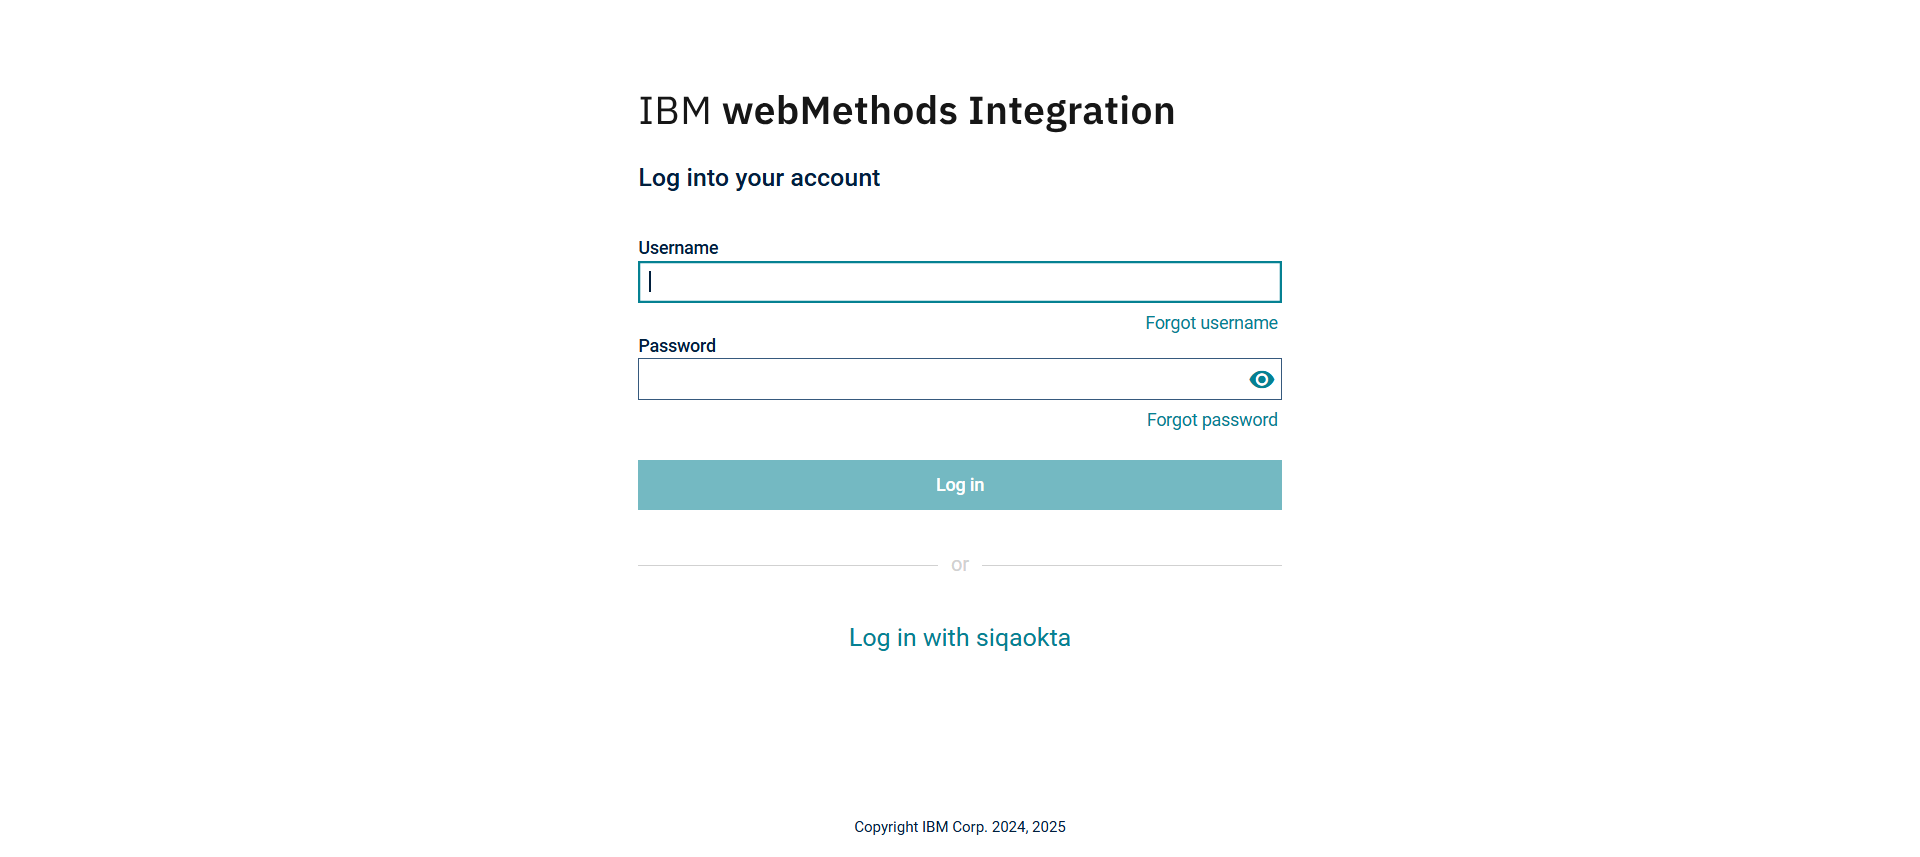 IBM webMethods Integration
Log into your account
Username
Forgot username
Password
Forgot password
Log in
or
Log in with siqaokta
Copyright IBM Corp. 2024, 2025